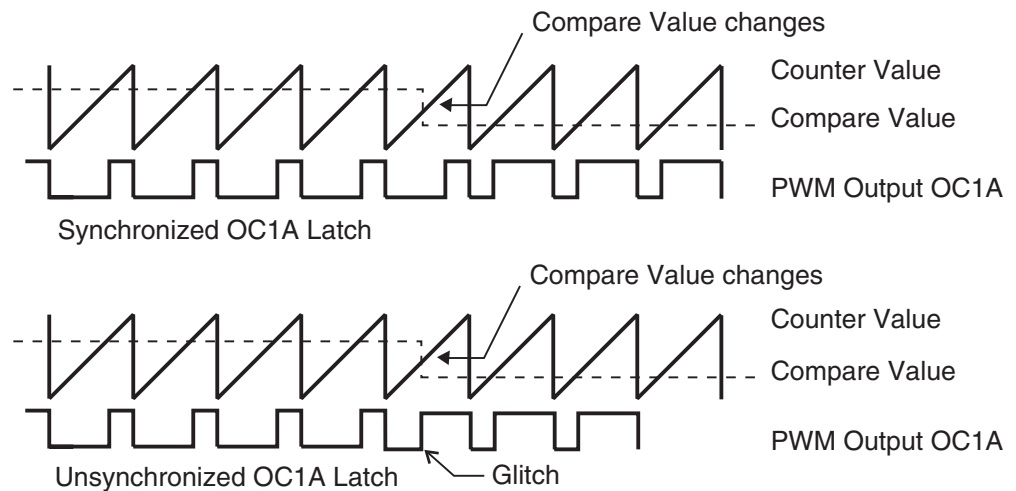 Compare Value changes
Counter Value
Compare Value
PWM Output OC1A
Synchronized OC1A Latch
Compare Value changes
Counter Value
Compare Value
PWM Output OC1A
Unsynchronized OC1A Latch
Glitch